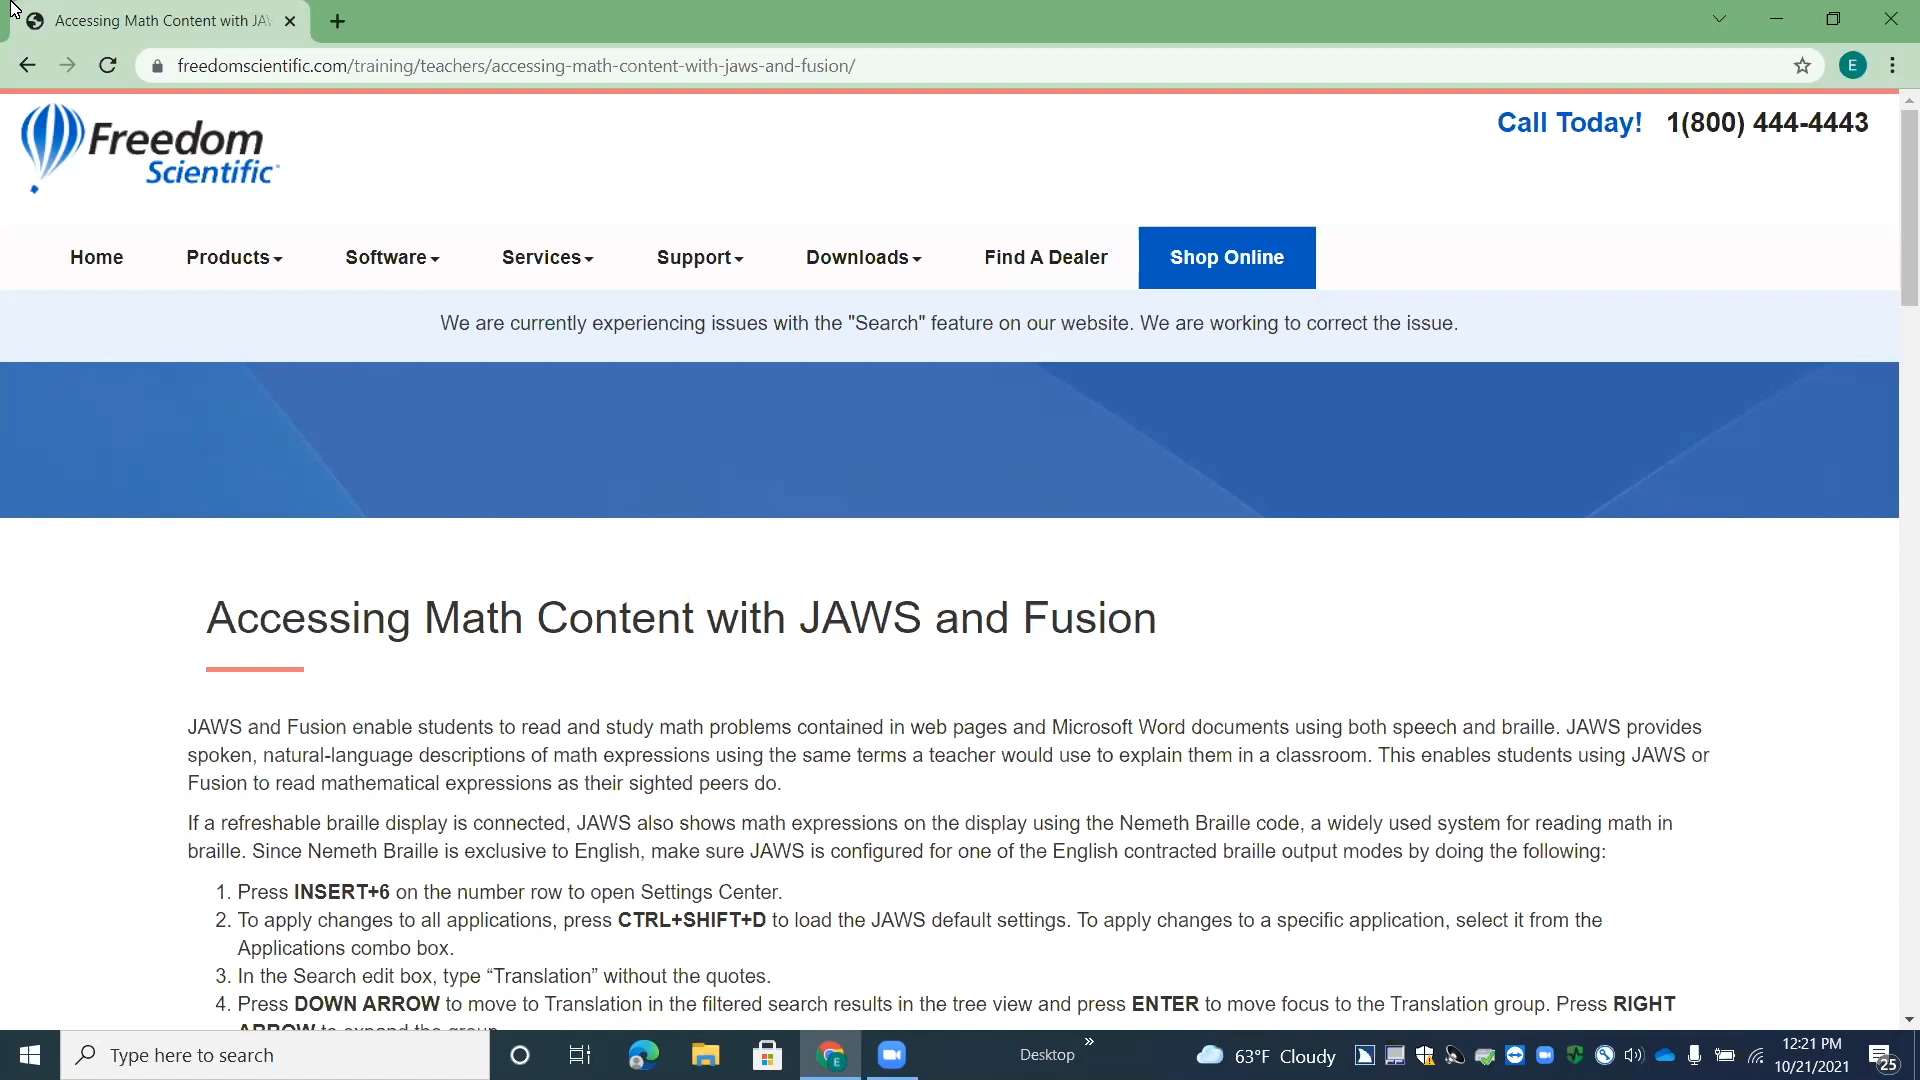 Accessing Math Content with JA
freedomscientific.com/training/teachers/accessing-math-content-with-jaws-and-fusion/
E
Freedom
Scientific
Call Today! 1(800) 444-4443
Home Products Software Services Support Downloads Find A Dealer Shop Online
We are currently experiencing issues with the "Search" feature on our website. We are working to correct the issue.
Accessing Math Content with JAWS and Fusion
JAWS and Fusion enable students to read and study math problems contained in web pages and Microsoft Word documents using both speech and braille. JAWS provides
spoken, natural-language descriptions of math expressions using the same terms a teacher would use to explain them in a classroom. This enables students using JAWS or
Fusion to read mathematical expressions as their sighted peers do.
If a refreshable braille display is connected, JAWS also shows math expressions on the display using the Nemeth Braille code, a widely used system for reading math in
braille. Since Nemeth Braille is exclusive to English, make sure JAWS is configured for one of the English contracted braille output modes by doing the following:
1. Press INSERT+6 on the number row to open Settings Center.
2. To apply changes to all applications, press CTRL+SHIFT+D to load the JAWS default settings. To apply changes to a specific application, select it from the
Applications combo box.
3. In the Search edit box, type “Translation” without the quotes.
4. Press DOWN ARROW to move to Translation in the filtered search results in the tree view and press ENTER to move focus to the Translation group. Press RIGHT
ARROW to expand the group.
Type here to search
Desktop
63°F Cloudy
12:21 PM
10/21/2021
25